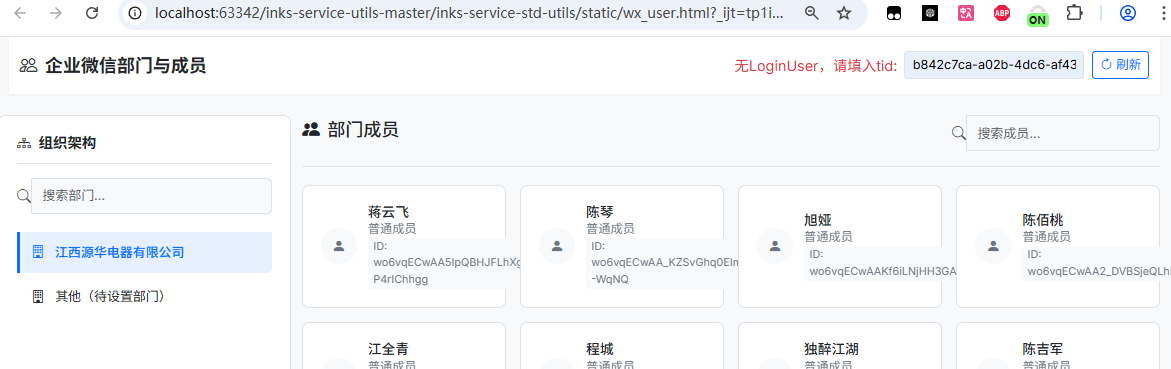 localhost:63342/inks-service-utils-master/inks-service-std-utils/static/wx_user.html?_ijt=tp1i...
ABP
ON
企业微信部门与成员
无LoginUser，请填入tid:
b842c7ca-a02b-4dc6-af43
刷新
组织架构
搜索部门...
江西源华电器有限公司
其他（待设置部门）
部门成员
搜索成员...
蒋云飞
普通成员
ID:
wo6vqECwAA5IpQBHJFLhXg
P4rIChhgg
陈琴
普通成员
ID:
wo6vqECwAA_KZSvGhq0EIm
-WqNQ
旭娅
普通成员
ID:
wo6vqECwAAKf6iLNjHH3GA
陈佰桃
普通成员
ID:
wo6vqECwAA2_DVBSjeQLh
江全青
普通成员
程城
普通成员
独醉江湖
普通成员
陈吉军
普通成员